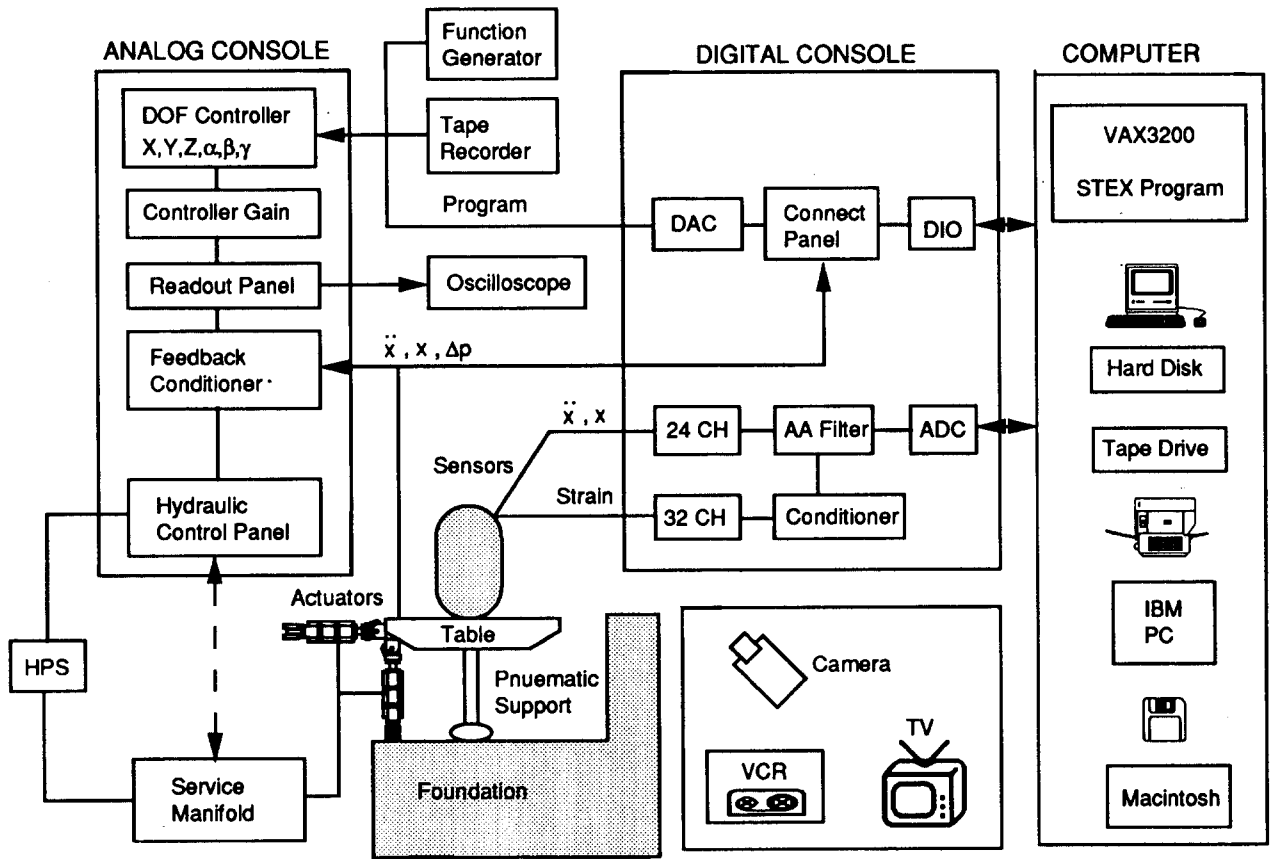 Function
Generator
ANALOG CONSOLE
DIGITAL CONSOLE
COMPUTER
DOF Controller
X,Y,Z,α,β,γ
Tape
Recorder
VAX3200
STEX Program
Controller Gain
Program
DAC
Connect
Panel
DIO
Readout Panel
Oscilloscope
ẍ , x , Δp
Feedback
Conditioner
Hard Disk
ẍ , x
24 CH
AA Filter
ADC
Tape Drive
Sensors
Strain
32 CH
Conditioner
Hydraulic
Control Panel
Actuators
Table
IBM
PC
HPS
Pnuematic
Support
Camera
TV
VCR
Service
Manifold
Foundation
Macintosh